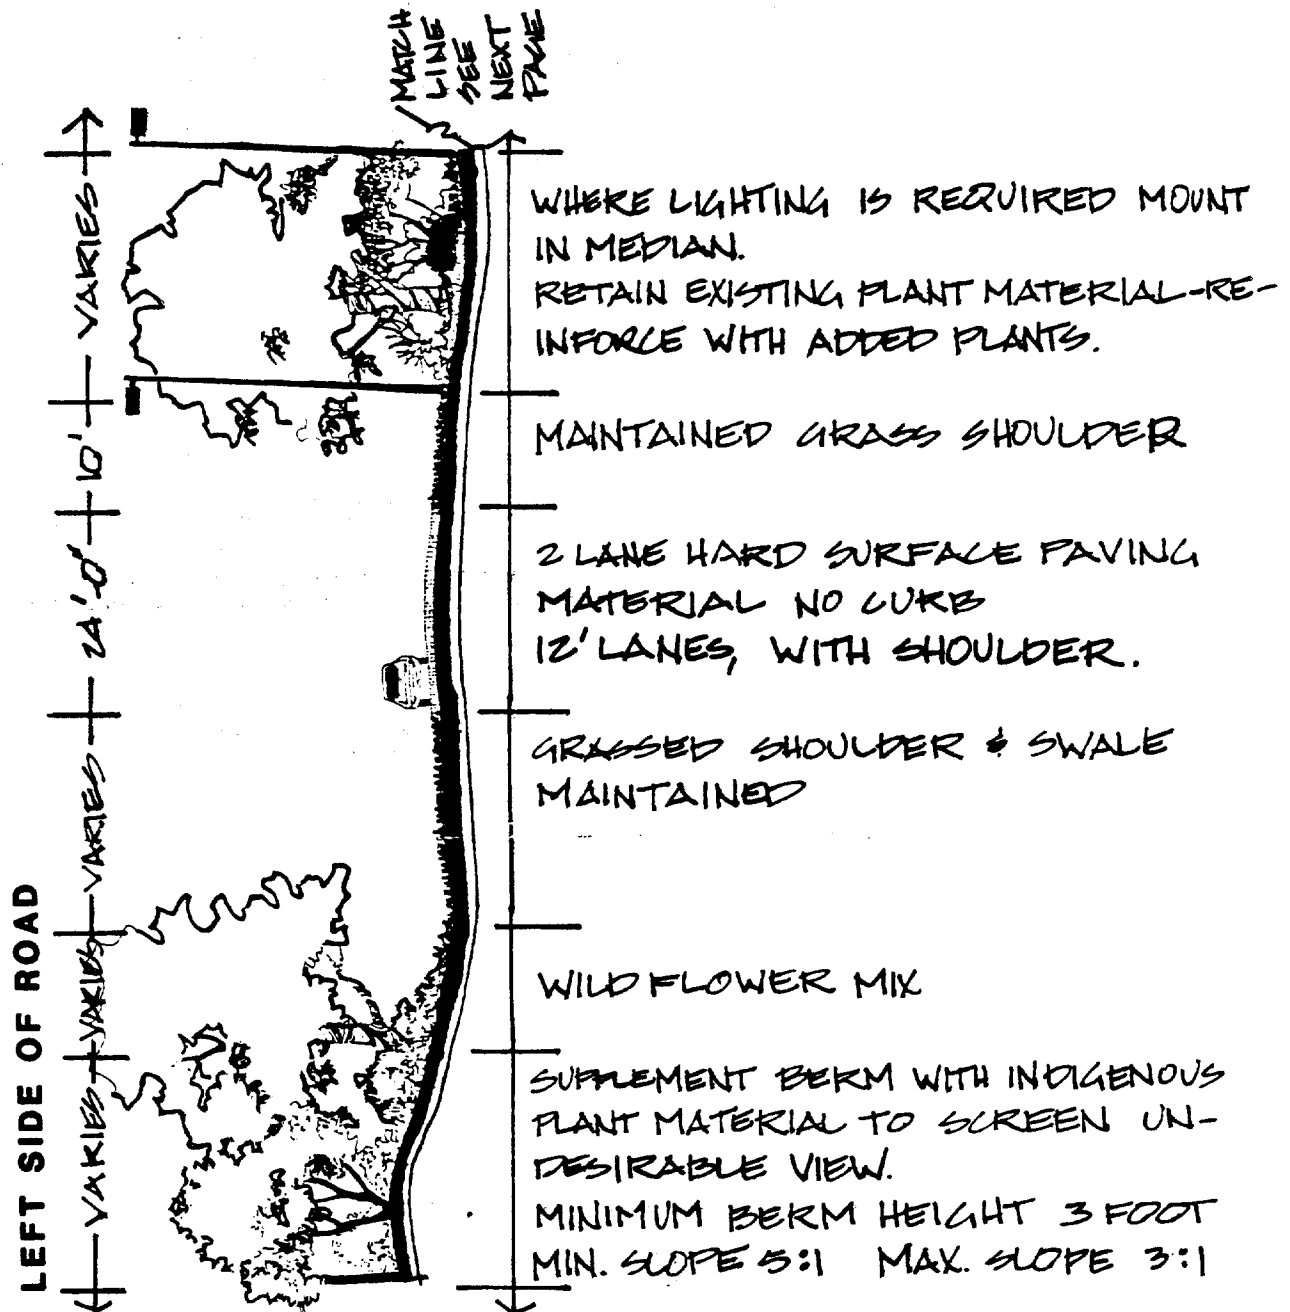 MATCH
LINE
SEE
NEXT
PAGE
VARIES
WHERE LIGHTING IS REQUIRED MOUNT
IN MEDIAN.
RETAIN EXISTING PLANT MATERIAL-RE-
INFORCE WITH ADDED PLANTS.
10'
MAINTAINED GRASS SHOULDER
24'0"
2 LANE HARD SURFACE PAVING
MATERIAL NO CURB
12' LANES, WITH SHOULDER.
VARIES
GRASSED SHOULDER & SWALE
MAINTAINED
VARIES
WILD FLOWER MIX
VARIES
SUPPLEMENT BERM WITH INDIGENOUS
PLANT MATERIAL TO SCREEN UN-
DESIRABLE VIEW.
MINIMUM BERM HEIGHT 3 FOOT
MIN. SLOPE 5:1 MAX. SLOPE 3:1
LEFT SIDE OF ROAD